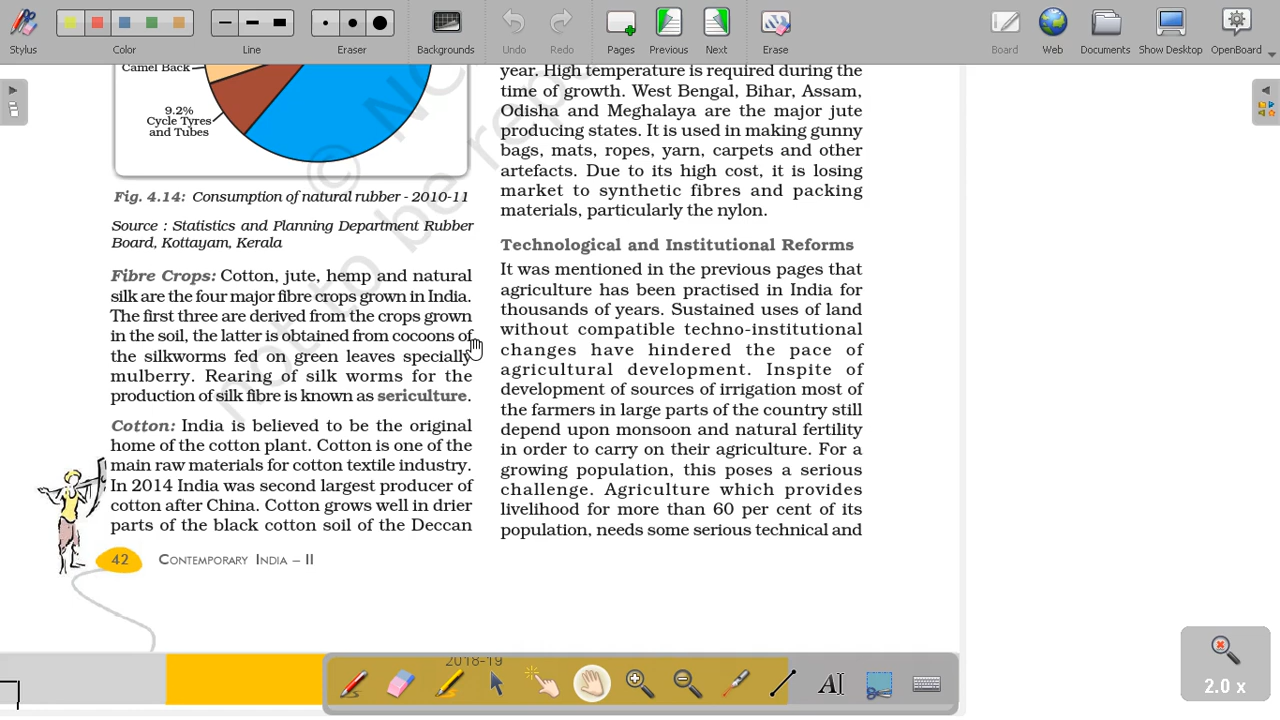 Stylus
Color
Line
Eraser
Backgrounds
Undo
Redo
Pages
Previous
Next
Erase
Board
Web
Documents
Show Desktop
OpenBoard
Camel Back
9.2%
Cycle Tyres
and Tubes
Fig. 4.14: Consumption of natural rubber - 2010-11
Source : Statistics and Planning Department Rubber
Board, Kottayam, Kerala
Fibre Crops: Cotton, jute, hemp and natural
silk are the four major fibre crops grown in India.
The first three are derived from the crops grown
in the soil, the latter is obtained from cocoons of
the silkworms fed on green leaves specially
mulberry. Rearing of silk worms for the
production of silk fibre is known as sericulture.
Cotton: India is believed to be the original
home of the cotton plant. Cotton is one of the
main raw materials for cotton textile industry.
In 2014 India was second largest producer of
cotton after China. Cotton grows well in drier
parts of the black cotton soil of the Deccan
42 Contemporary India – II
year. High temperature is required during the
time of growth. West Bengal, Bihar, Assam,
Odisha and Meghalaya are the major jute
producing states. It is used in making gunny
bags, mats, ropes, yarn, carpets and other
artefacts. Due to its high cost, it is losing
market to synthetic fibres and packing
materials, particularly the nylon.
Technological and Institutional Reforms
It was mentioned in the previous pages that
agriculture has been practised in India for
thousands of years. Sustained uses of land
without compatible techno-institutional
changes have hindered the pace of
agricultural development. Inspite of
development of sources of irrigation most of
the farmers in large parts of the country still
depend upon monsoon and natural fertility
in order to carry on their agriculture. For a
growing population, this poses a serious
challenge. Agriculture which provides
livelihood for more than 60 per cent of its
population, needs some serious technical and
© NC
not to be rep
2018-19
AI
2.0 x